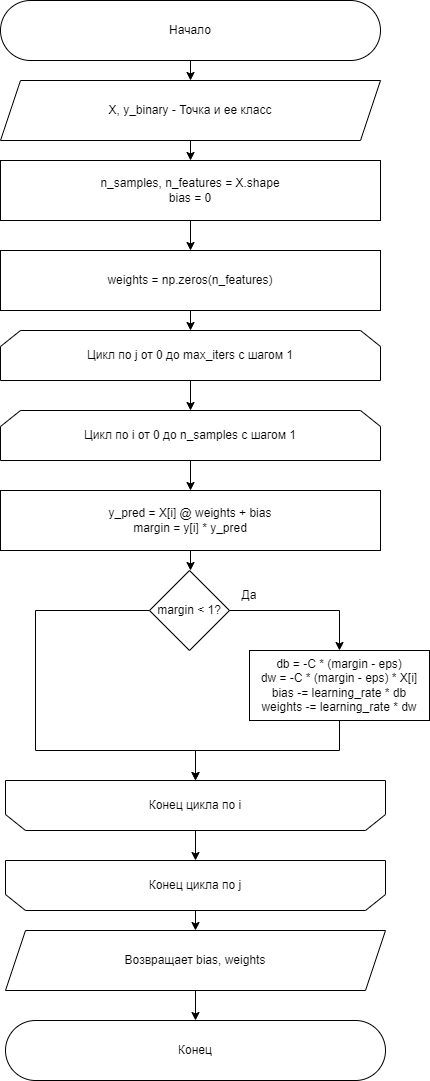 Начало
X, y_binary - Точка и ее класс
n_samples, n_features = X.shape
bias = 0
weights = np.zeros(n_features)
Цикл по j от 0 до max_iters с шагом 1
Цикл по i от 0 до n_samples с шагом 1
y_pred = X[i] @ weights + bias
margin = y[i] * y_pred
margin < 1?
Да
db = -C * (margin - eps)
dw = -C * (margin - eps) * X[i]
bias -= learning_rate * db
weights -= learning_rate * dw
Конец цикла по i
Конец цикла по j
Возвращает bias, weights
Конец